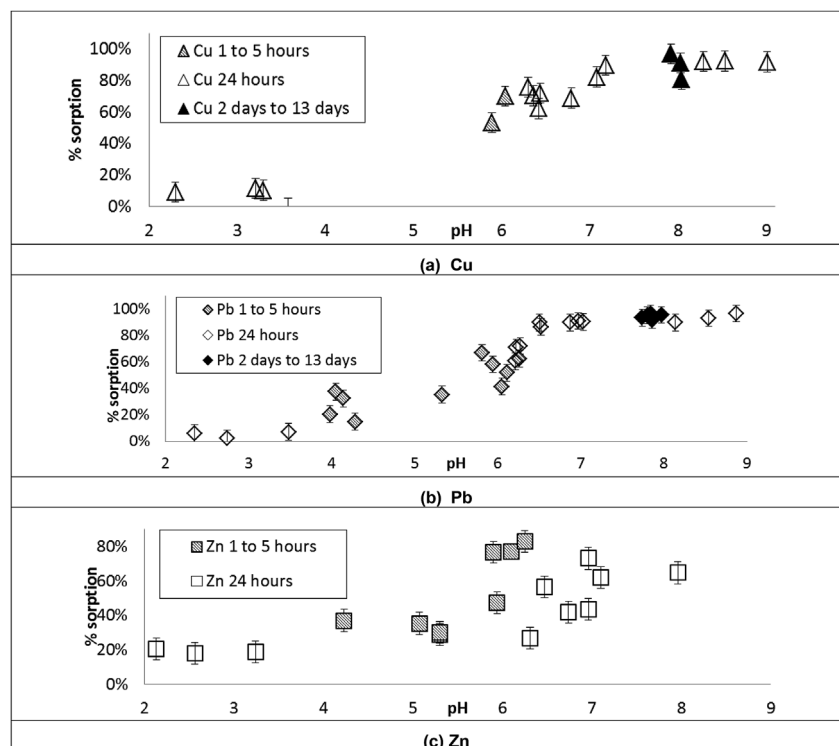 100%
80%
60%
40%
20%
0%
% sorption
Cu 1 to 5 hours
Cu 24 hours
Cu 2 days to 13 days
2 3 4 5 pH 6 7 8 9
(a) Cu
100%
80%
60%
40%
20%
0%
% sorption
Pb 1 to 5 hours
Pb 24 hours
Pb 2 days to 13 days
2 3 4 5 pH 6 7 8 9
(b) Pb
80%
60%
40%
20%
0%
% sorption
Zn 1 to 5 hours
Zn 24 hours
2 3 4 5 pH 6 7 8 9
(c) Zn